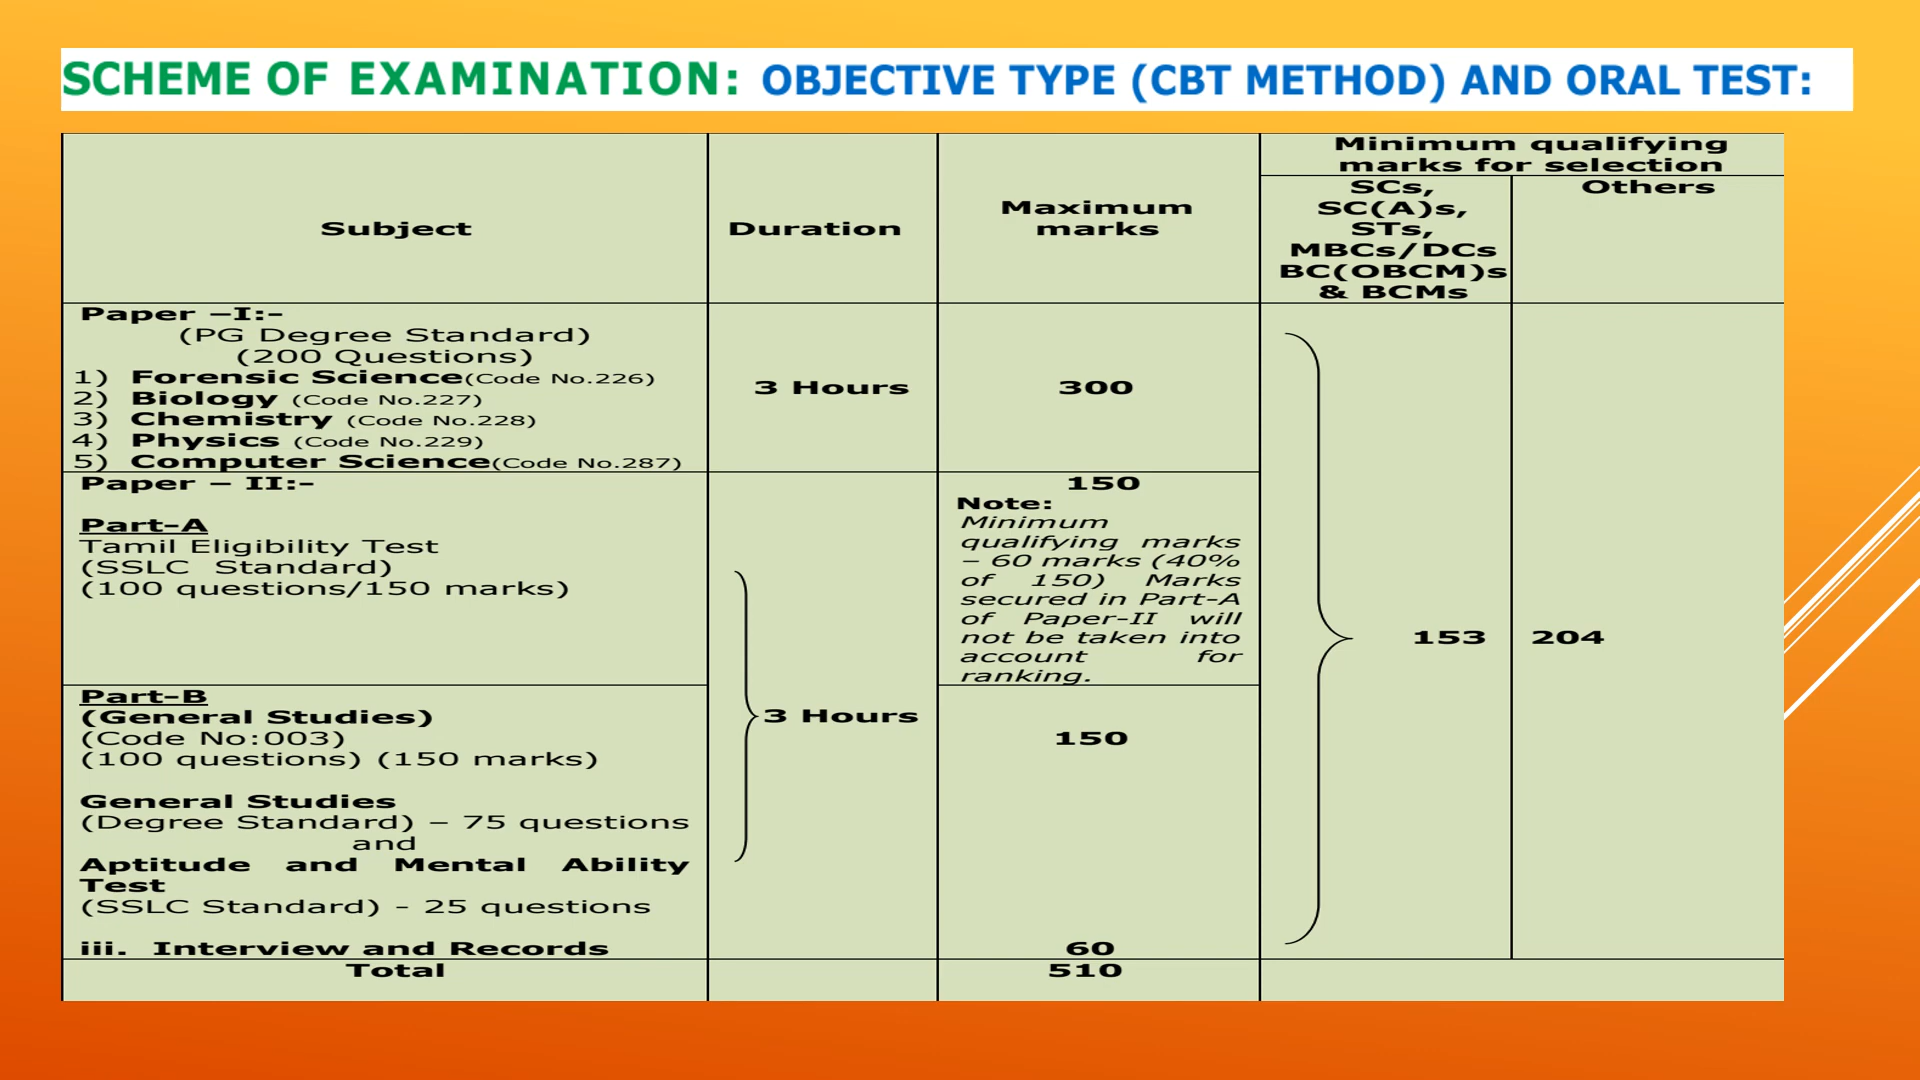 SCHEME OF EXAMINATION: OBJECTIVE TYPE (CBT METHOD) AND ORAL TEST:
Subject
Duration
Maximum
marks
Minimum qualifying
marks for selection
SCs,
SC(A)s,
STs,
MBCs/DCs
BC(OBCM)s
& BCMs
Others
Paper –I:-
(PG Degree Standard)
(200 Questions)
1) Forensic Science(Code No.226)
2) Biology (Code No.227)
3) Chemistry (Code No.228)
4) Physics (Code No.229)
5) Computer Science(Code No.287)
3 Hours
300
Paper – II:-
Part-A
Tamil Eligibility Test
(SSLC Standard)
(100 questions/150 marks)
150
Note:
Minimum
qualifying marks
– 60 marks (40%
of 150) Marks
secured in Part-A
of Paper-II will
not be taken into
account for
ranking.
153
204
Part-B
(General Studies)
(Code No:003)
(100 questions) (150 marks)
General Studies
(Degree Standard) – 75 questions
and
Aptitude and Mental Ability
Test
(SSLC Standard) - 25 questions
3 Hours
150
iii. Interview and Records
60
Total
510